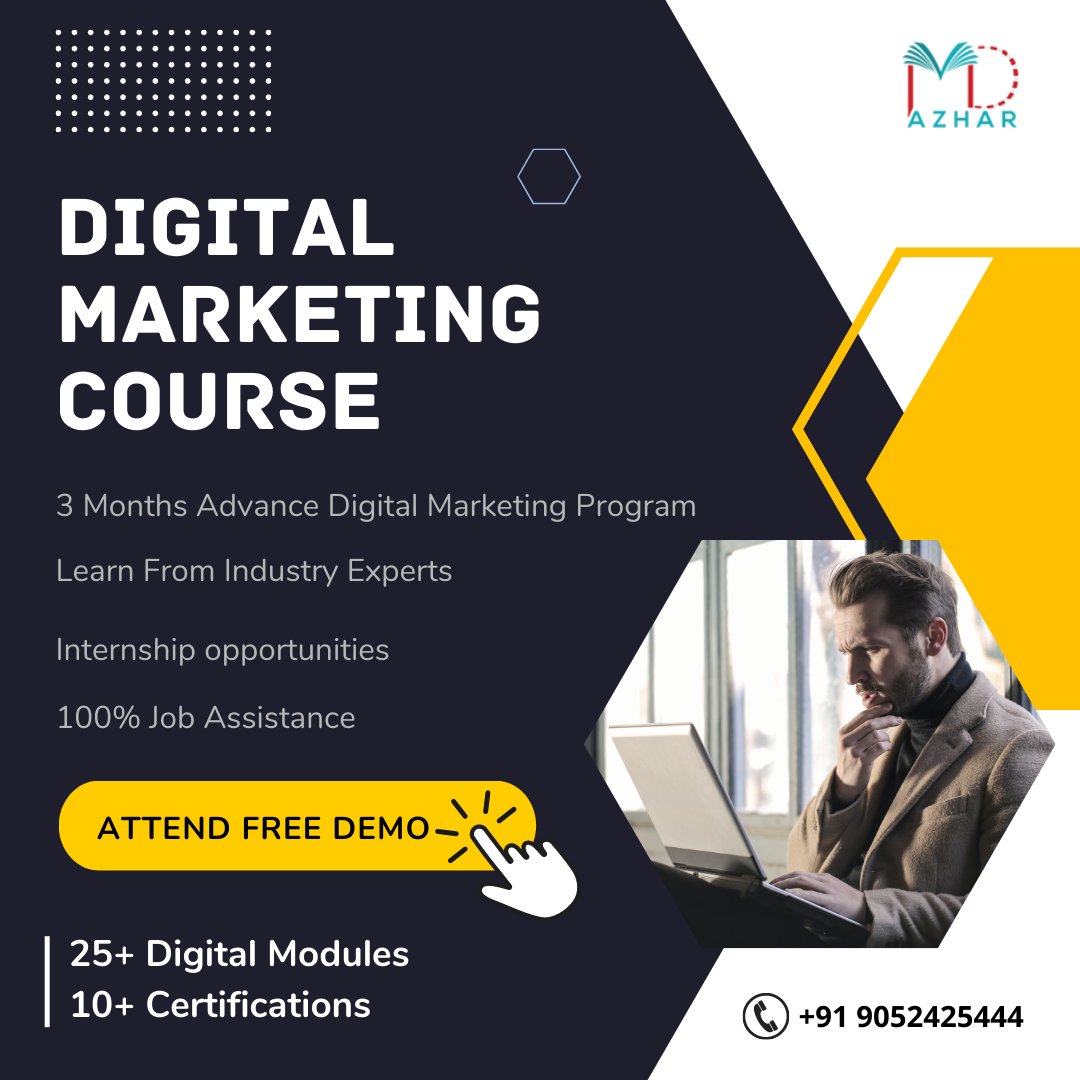 MD
AZHAR
DIGITAL
MARKETING
COURSE
3 Months Advance Digital Marketing Program
Learn From Industry Experts
Internship opportunities
100% Job Assistance
ATTEND FREE DEMO
25+ Digital Modules
10+ Certifications
+91 9052425444